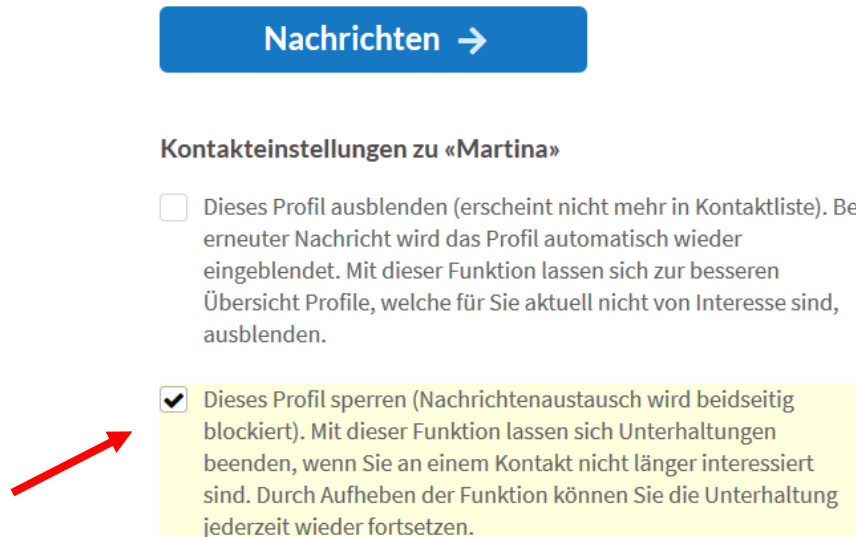 Nachrichten →
Kontakteinstellungen zu «Martina»
Dieses Profil ausblenden (erscheint nicht mehr in Kontaktliste). Be
erneuter Nachricht wird das Profil automatisch wieder
eingeblendet. Mit dieser Funktion lassen sich zur besseren
Übersicht Profile, welche für Sie aktuell nicht von Interesse sind,
ausblenden.
Dieses Profil sperren (Nachrichtenaustausch wird beidseitig
blockiert). Mit dieser Funktion lassen sich Unterhaltungen
beenden, wenn Sie an einem Kontakt nicht länger interessiert
sind. Durch Aufheben der Funktion können Sie die Unterhaltung
jederzeit wieder fortsetzen.